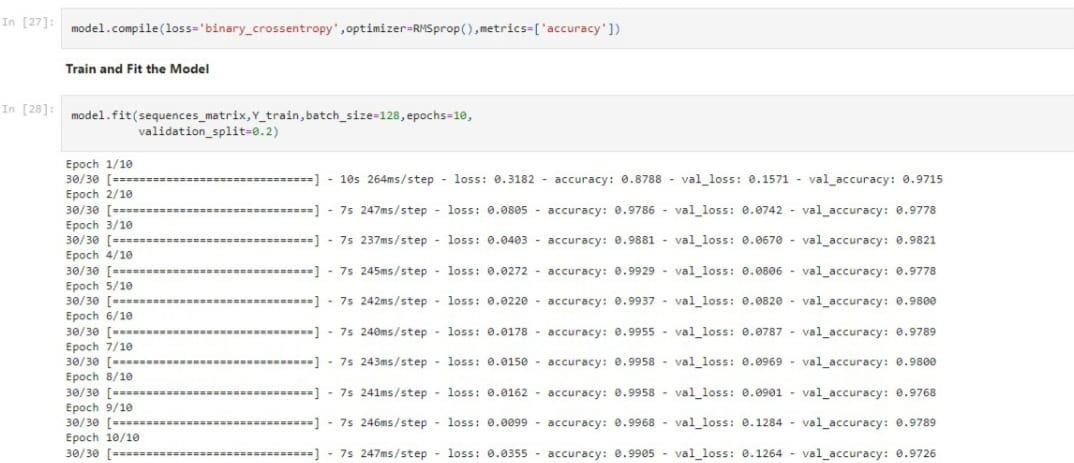 In [27]:
model.compile(loss='binary_crossentropy',optimizer=RMSprop(),metrics=['accuracy'])
Train and Fit the Model
In [28]:
model.fit(sequences_matrix,Y_train,batch_size=128,epochs=10,
validation_split=0.2)
Epoch 1/10
30/30 [==============================] - 10s 264ms/step - loss: 0.3182 - accuracy: 0.8788 - val_loss: 0.1571 - val_accuracy: 0.9715
Epoch 2/10
30/30 [==============================] - 7s 247ms/step - loss: 0.0805 - accuracy: 0.9786 - val_loss: 0.0742 - val_accuracy: 0.9778
Epoch 3/10
30/30 [==============================] - 7s 237ms/step - loss: 0.0403 - accuracy: 0.9881 - val_loss: 0.0670 - val_accuracy: 0.9821
Epoch 4/10
30/30 [==============================] - 7s 245ms/step - loss: 0.0272 - accuracy: 0.9929 - val_loss: 0.0806 - val_accuracy: 0.9778
Epoch 5/10
30/30 [==============================] - 7s 242ms/step - loss: 0.0220 - accuracy: 0.9937 - val_loss: 0.0820 - val_accuracy: 0.9800
Epoch 6/10
30/30 [==============================] - 7s 240ms/step - loss: 0.0178 - accuracy: 0.9955 - val_loss: 0.0787 - val_accuracy: 0.9789
Epoch 7/10
30/30 [==============================] - 7s 243ms/step - loss: 0.0150 - accuracy: 0.9958 - val_loss: 0.0969 - val_accuracy: 0.9800
Epoch 8/10
30/30 [==============================] - 7s 241ms/step - loss: 0.0162 - accuracy: 0.9958 - val_loss: 0.0901 - val_accuracy: 0.9768
Epoch 9/10
30/30 [==============================] - 7s 246ms/step - loss: 0.0099 - accuracy: 0.9968 - val_loss: 0.1284 - val_accuracy: 0.9789
Epoch 10/10
30/30 [==============================] - 7s 247ms/step - loss: 0.0355 - accuracy: 0.9905 - val_loss: 0.1264 - val_accuracy: 0.9726